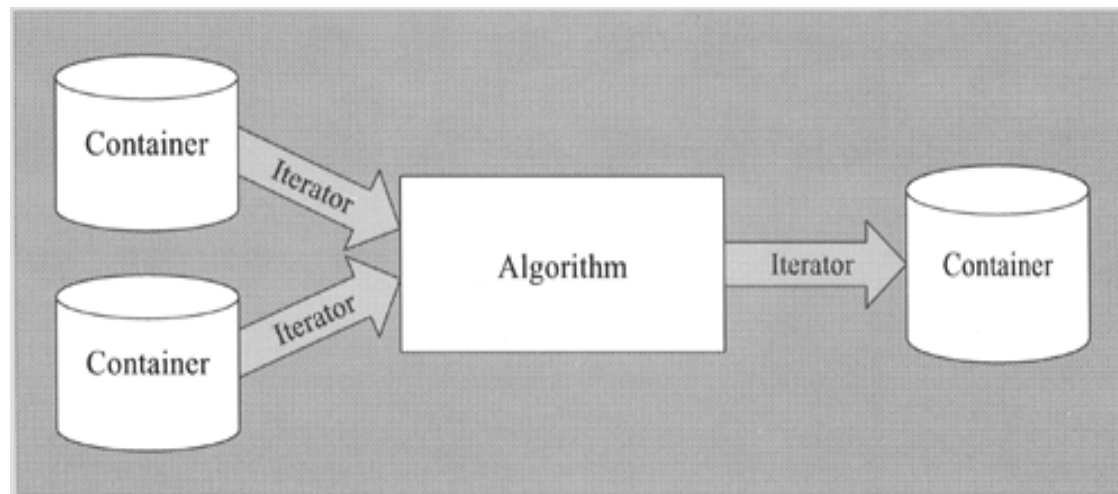 Container
Iterator
Algorithm
Iterator
Container
Container
Iterator